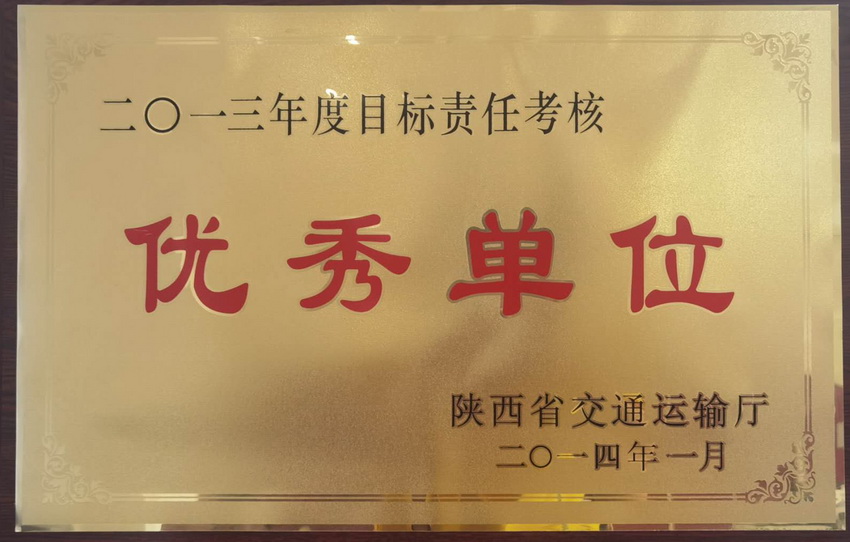 二〇一三年度目标责任考核
优秀单位
陕西省交通运输厅
二〇一四年一月